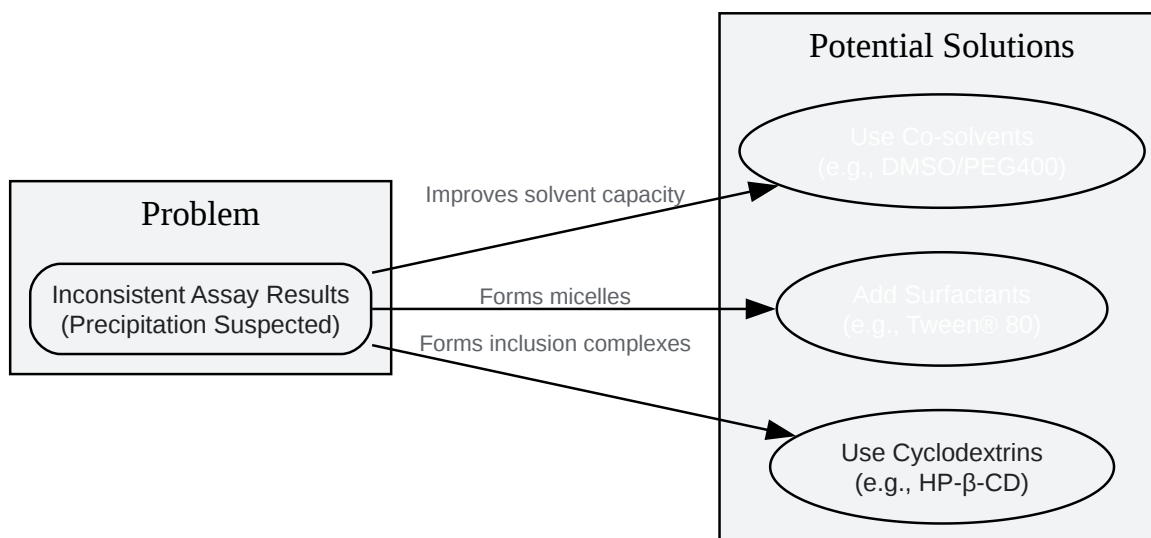 Problem
Inconsistent Assay Results
(Precipitation Suspected)
Improves solvent capacity
Forms micelles
Forms inclusion complexes
Potential Solutions
Use Co-solvents
(e.g., DMSO/PEG400)
Add Surfactants
(e.g., Tween® 80)
Use Cyclodextrins
(e.g., HP-β-CD)